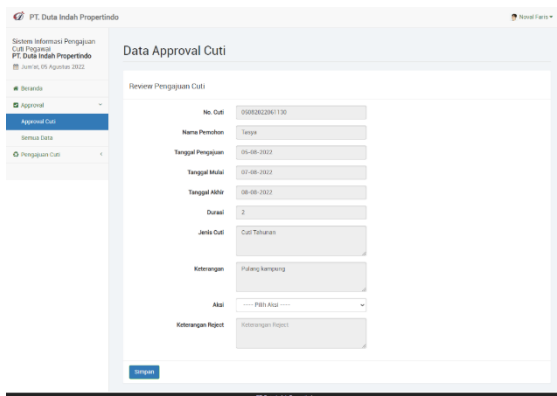 PT. Duta Indah Propertindo
Noval Faris
Sistem Informasi Pengajuan
Cuti Pegawai
PT. Duta Indah Propertindo
Jum'at, 05 Agustus 2022
Beranda
Approval
Approval Cuti
Semua Data
Pengajuan Cuti
Data Approval Cuti
Review Pengajuan Cuti
No. Cuti
Nama Pemohon Tasya
Tanggal Pengajuan 05-08-2022
Tanggal Mulai 07-08-2022
Tanggal Akhir 08-08-2022
Durasi 2
Jenis Cuti Cuti Tahunan
Keterangan Pulang kampung
Aksi ---- Pilih Aksi ----
Keterangan Reject Keterangan Reject
Simpan